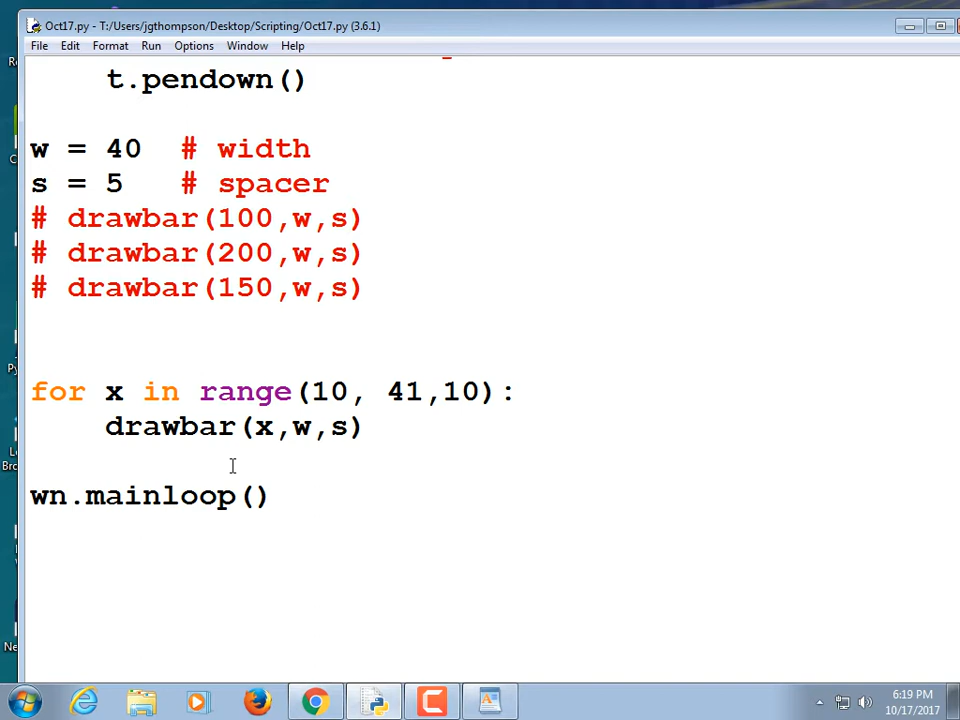 Oct17.py - T:/Users/jgthompson/Desktop/Scripting/Oct17.py (3.6.1)
File Edit Format Run Options Window Help
t.pendown()
w = 40 # width
s = 5 # spacer
# drawbar(100,w,s)
# drawbar(200,w,s)
# drawbar(150,w,s)
for x in range(10, 41,10):
drawbar(x,w,s)
wn.mainloop()
6:19 PM
10/17/2017